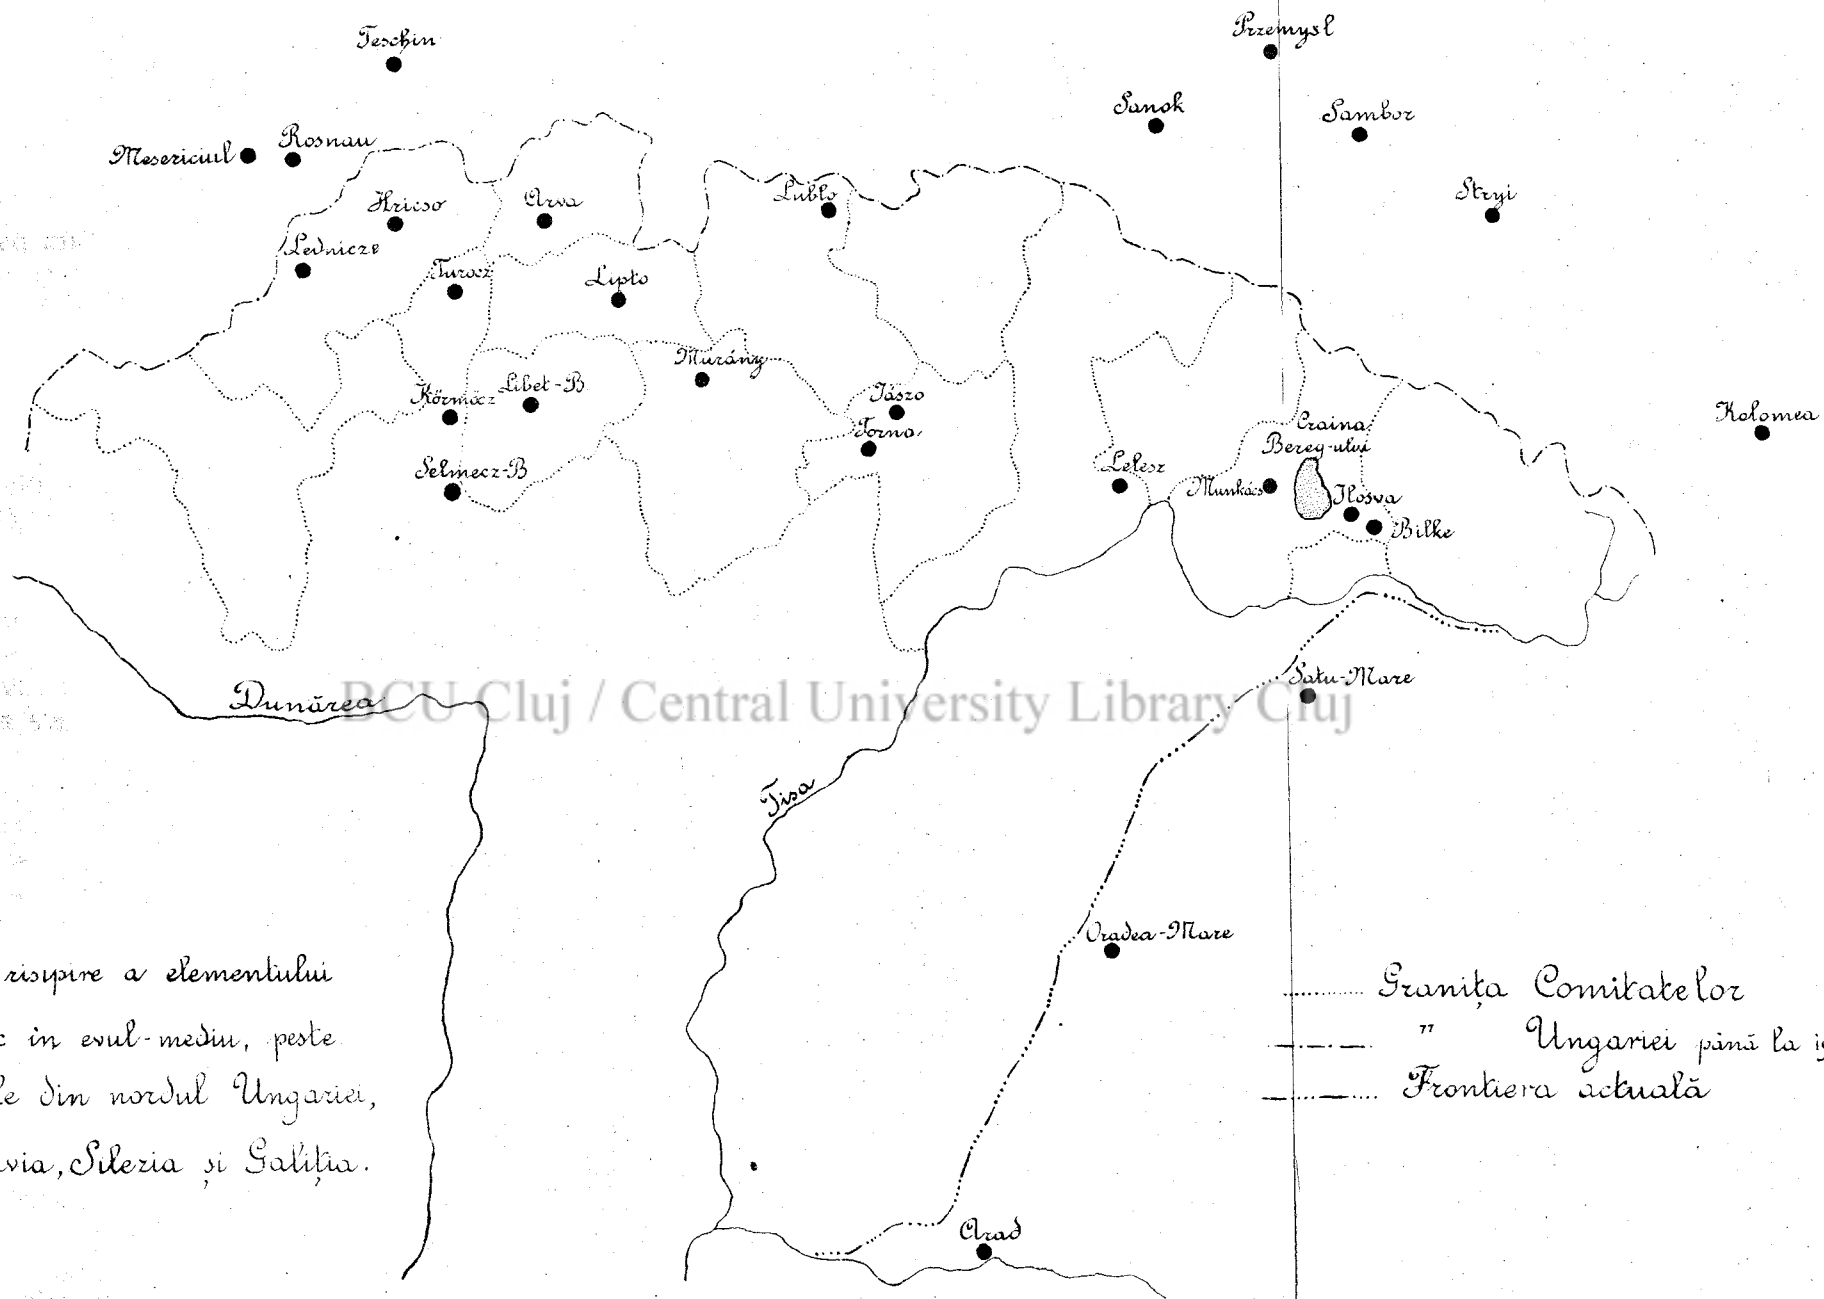 Teschin
Przemysl
Sanok
Sambor
Mesericiul
Rosnau
Stryi
Hricso
Arva
Lublo
Lednicze
Turocz
Lipto
Murány
Körmöcz
Libet-B
Jászo
Torna
Kolomea
Craina
Bereg-ului
Selmecz-B
Lelesz
Munkács
Ilosva
Bilke
Satu-Mare
Dunărea
BCU Cluj / Central University Library Cluj
Tisa
Oradea-Mare
risipire a elementului
c in evul-mediu, peste
le din nordul Ungariei,
via, Silezia și Galiția.
Granița Comitatelor
" Ungariei până la
Frontiera actuală
Arad